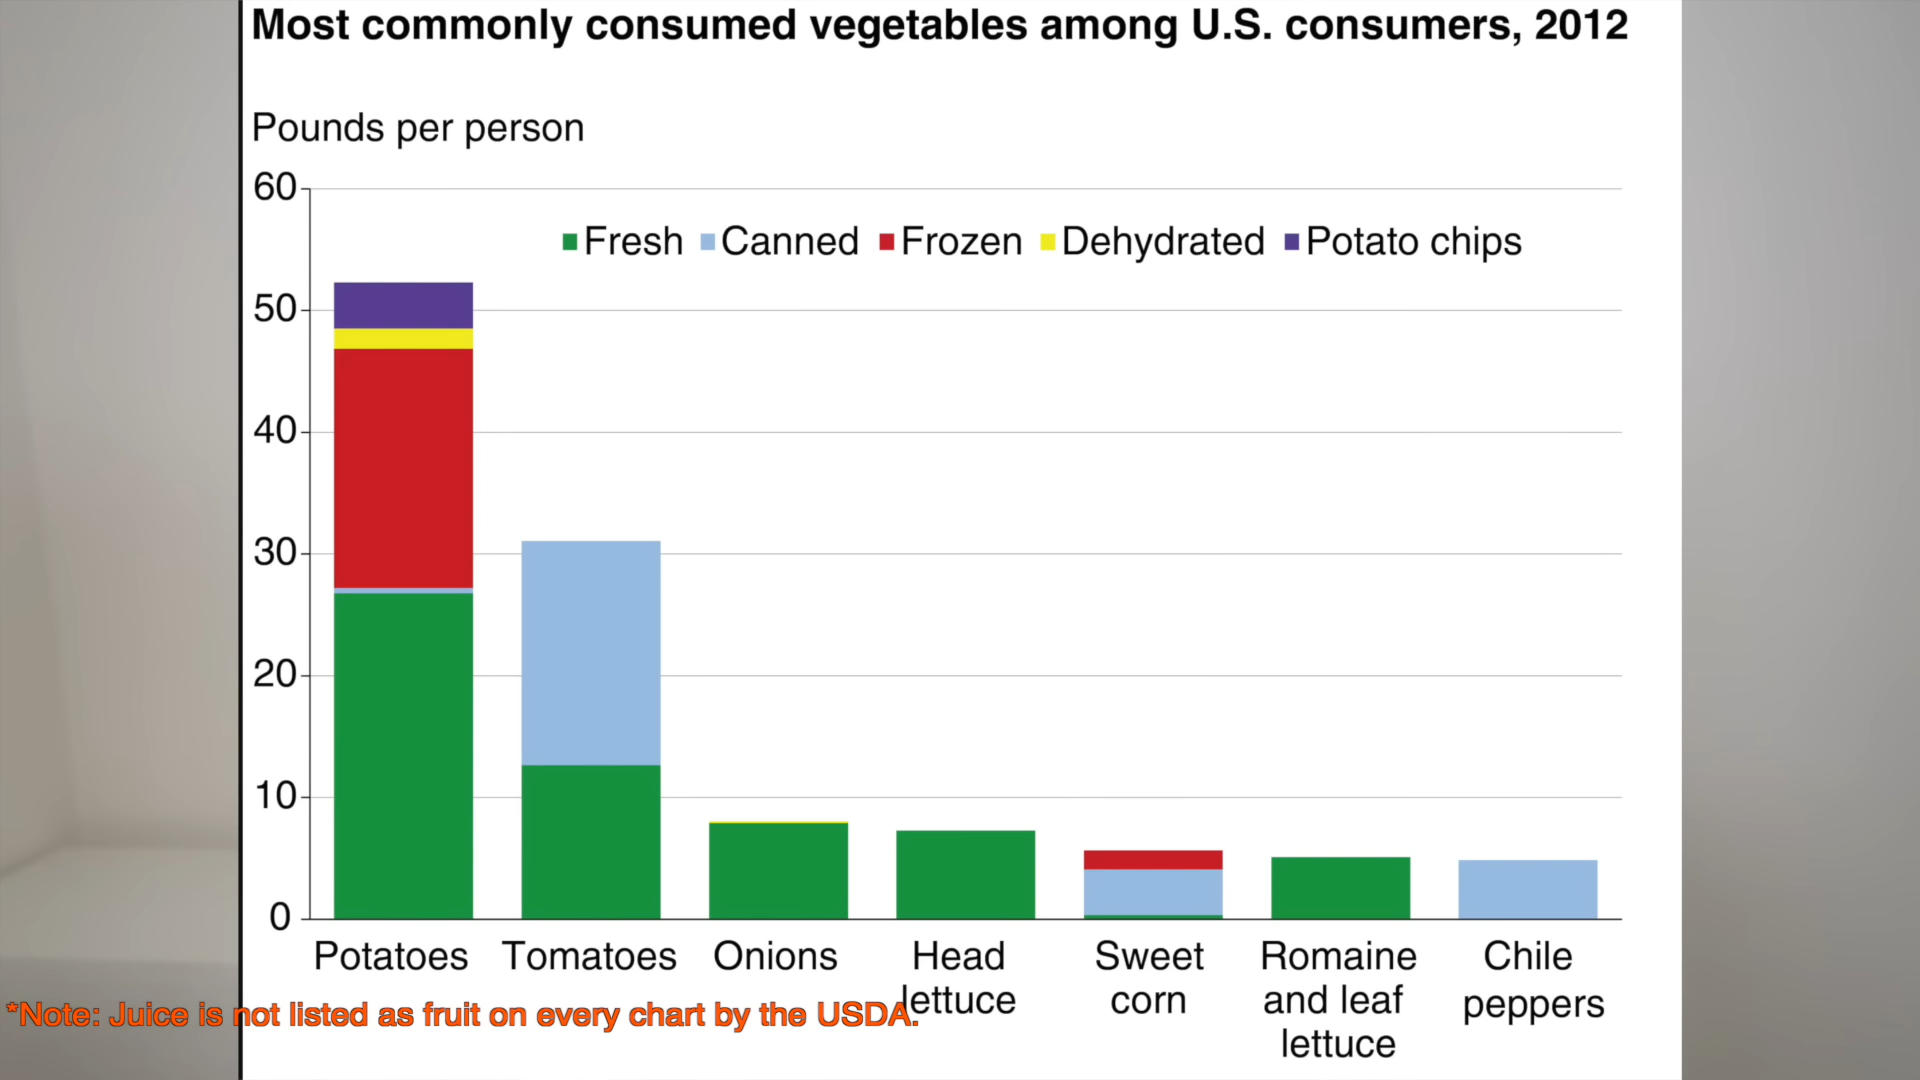 Most commonly consumed vegetables among U.S. consumers, 2012
Pounds per person
60
Fresh Canned Frozen Dehydrated Potato chips
50
40
30
20
10
0
Potatoes Tomatoes Onions Head lettuce Sweet corn Romaine and leaf lettuce Chile peppers
*Note: Juice is not listed as fruit on every chart by the USDA.